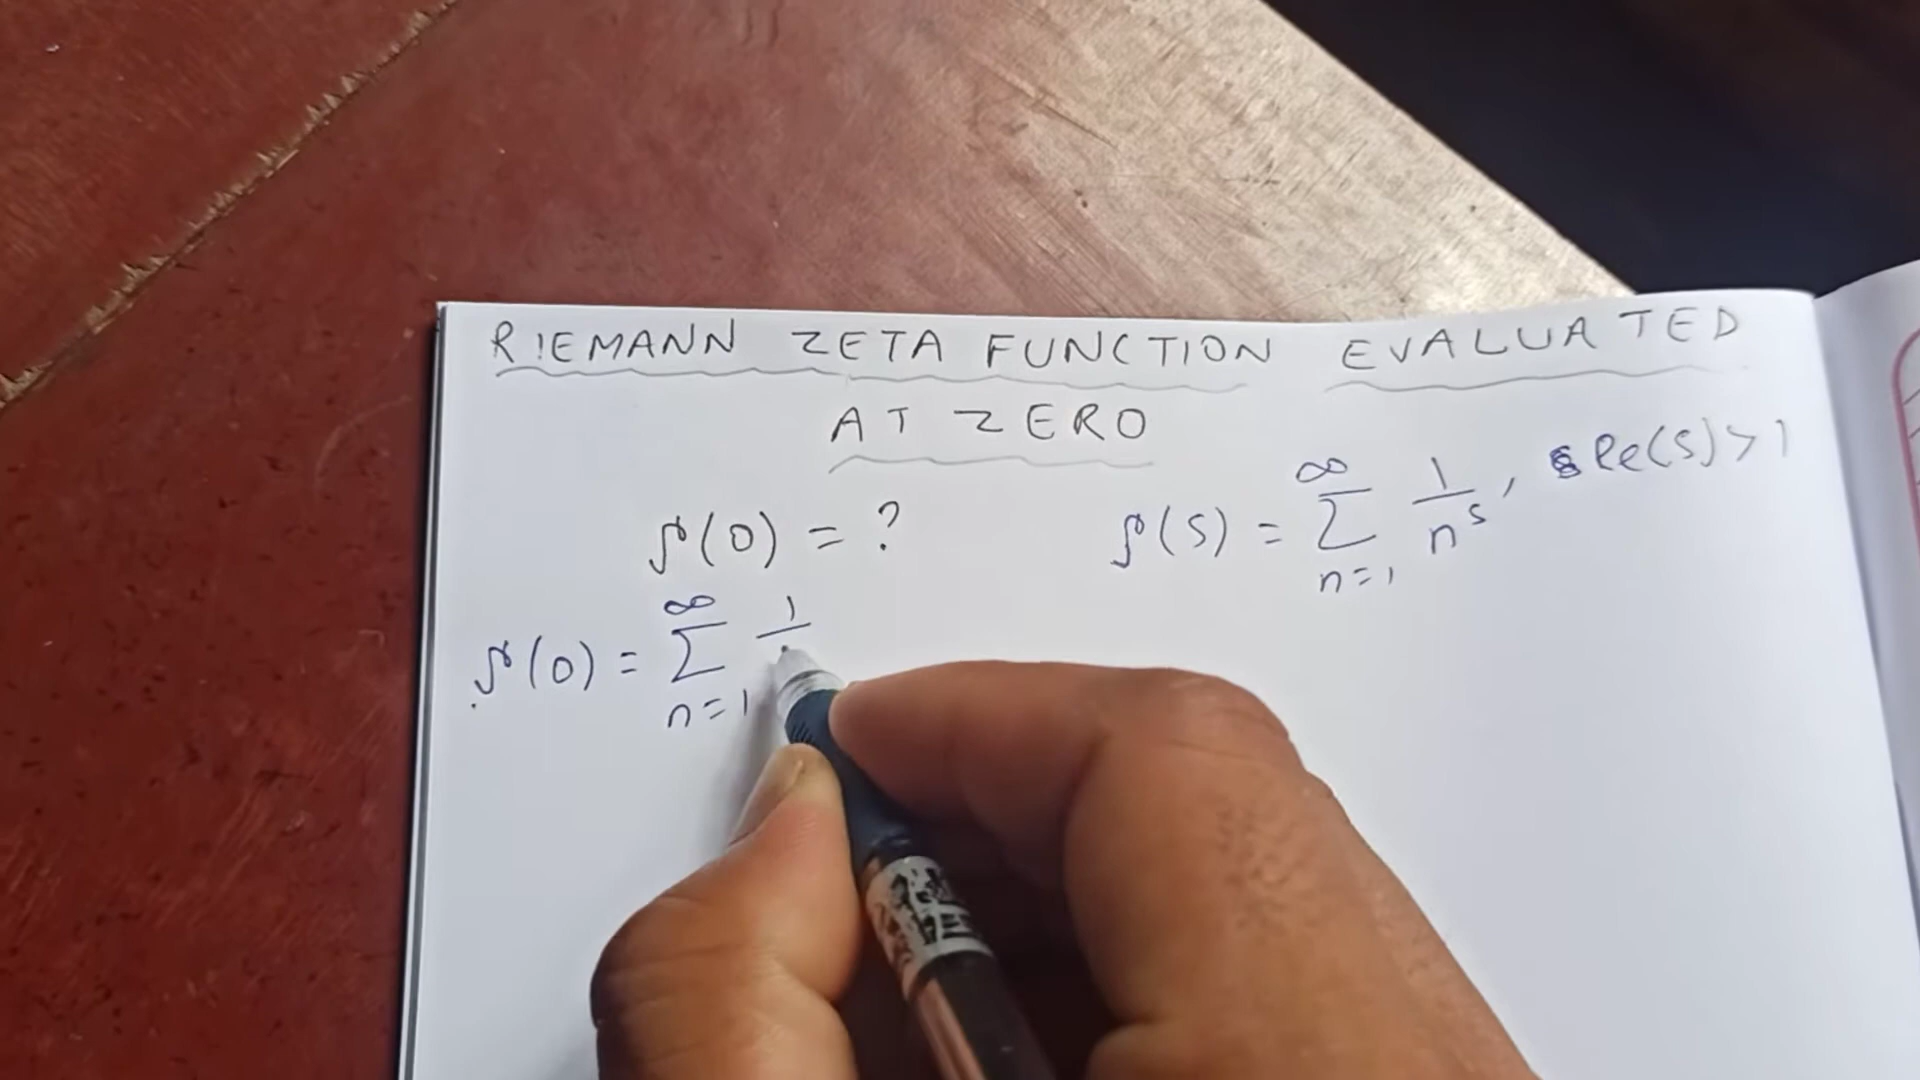 RIEMANN ZETA FUNCTION EVALUATED
AT ZERO
ζ(0) = ?
ζ(s) = ∑_{n=1}^{∞} 1/n^s, Re(s) > 1
ζ(0) = ∑_{n=1}^{∞} 1/